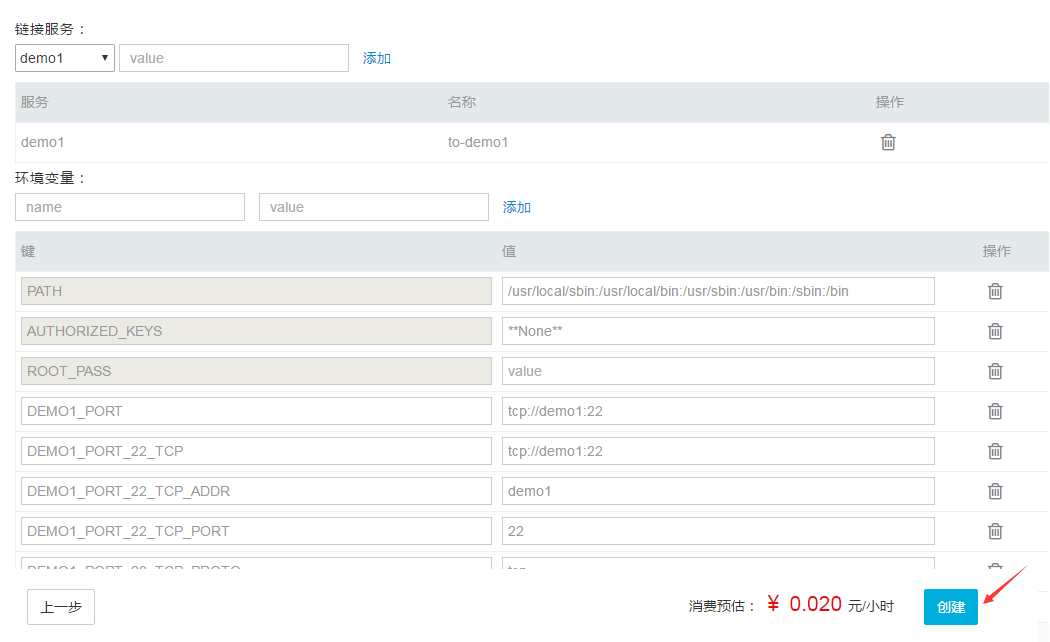 链接服务：
demo1 value 添加
服务 名称 操作
demo1 to-demo1
环境变量：
name value 添加
键 值 操作
PATH /usr/local/sbin:/usr/local/bin:/usr/sbin:/usr/bin:/sbin:/bin
AUTHORIZED_KEYS **None**
ROOT_PASS value
DEMO1_PORT tcp://demo1:22
DEMO1_PORT_22_TCP tcp://demo1:22
DEMO1_PORT_22_TCP_ADDR demo1
DEMO1_PORT_22_TCP_PORT 22
DEMO1_PORT_22_TCP_PROTO tcp
上一步 消费预估： ¥ 0.020 元/小时 创建